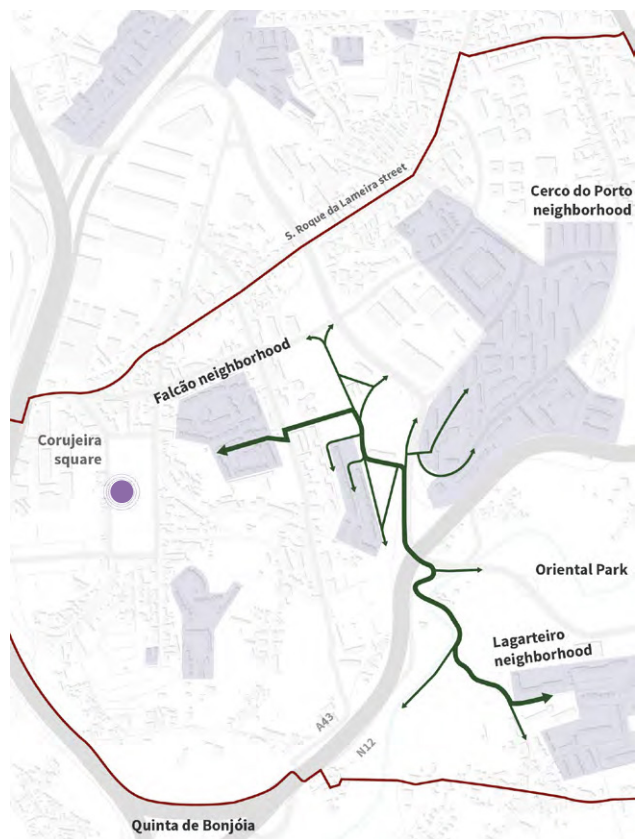 S. Roque da Lameira street
Cerco do Porto
neighborhood
Falcão neighborhood
Corujeira
square
Oriental Park
Lagarteiro
neighborhood
A43
N12
Quinta de Bonjóia